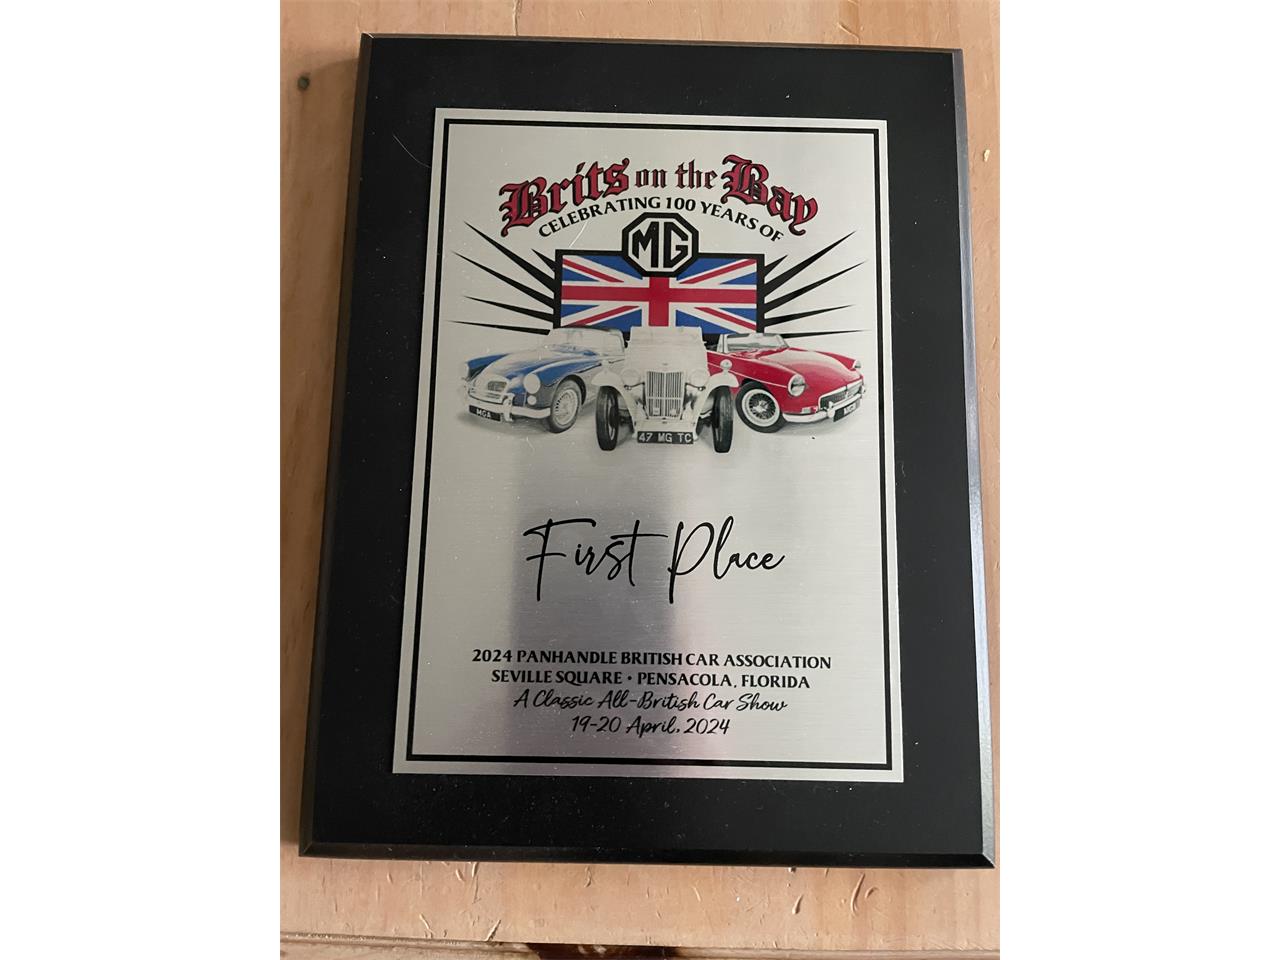 Brits on the Bay
CELEBRATING 100 YEARS OF
MG
MGA
47 MG TC
MGB
First Place
2024 PANHANDLE BRITISH CAR ASSOCIATION
SEVILLE SQUARE • PENSACOLA, FLORIDA
A Classic All-British Car Show
19-20 April, 2024